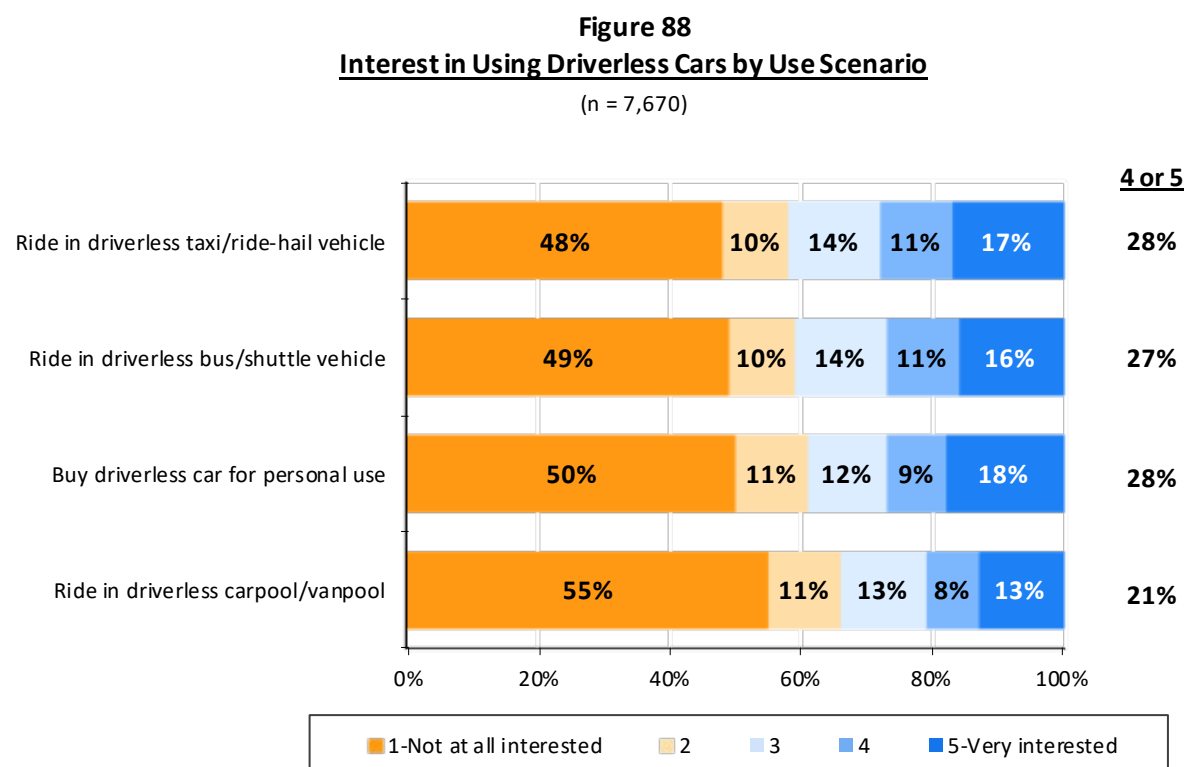 Figure 88
Interest in Using Driverless Cars by Use Scenario
(n = 7,670)
4 or 5
Ride in driverless taxi/ride-hail vehicle 48% 10% 14% 11% 17% 28%
Ride in driverless bus/shuttle vehicle 49% 10% 14% 11% 16% 27%
Buy driverless car for personal use 50% 11% 12% 9% 18% 28%
Ride in driverless carpool/vanpool 55% 11% 13% 8% 13% 21%
0% 20% 40% 60% 80% 100%
1-Not at all interested 2 3 4 5-Very interested